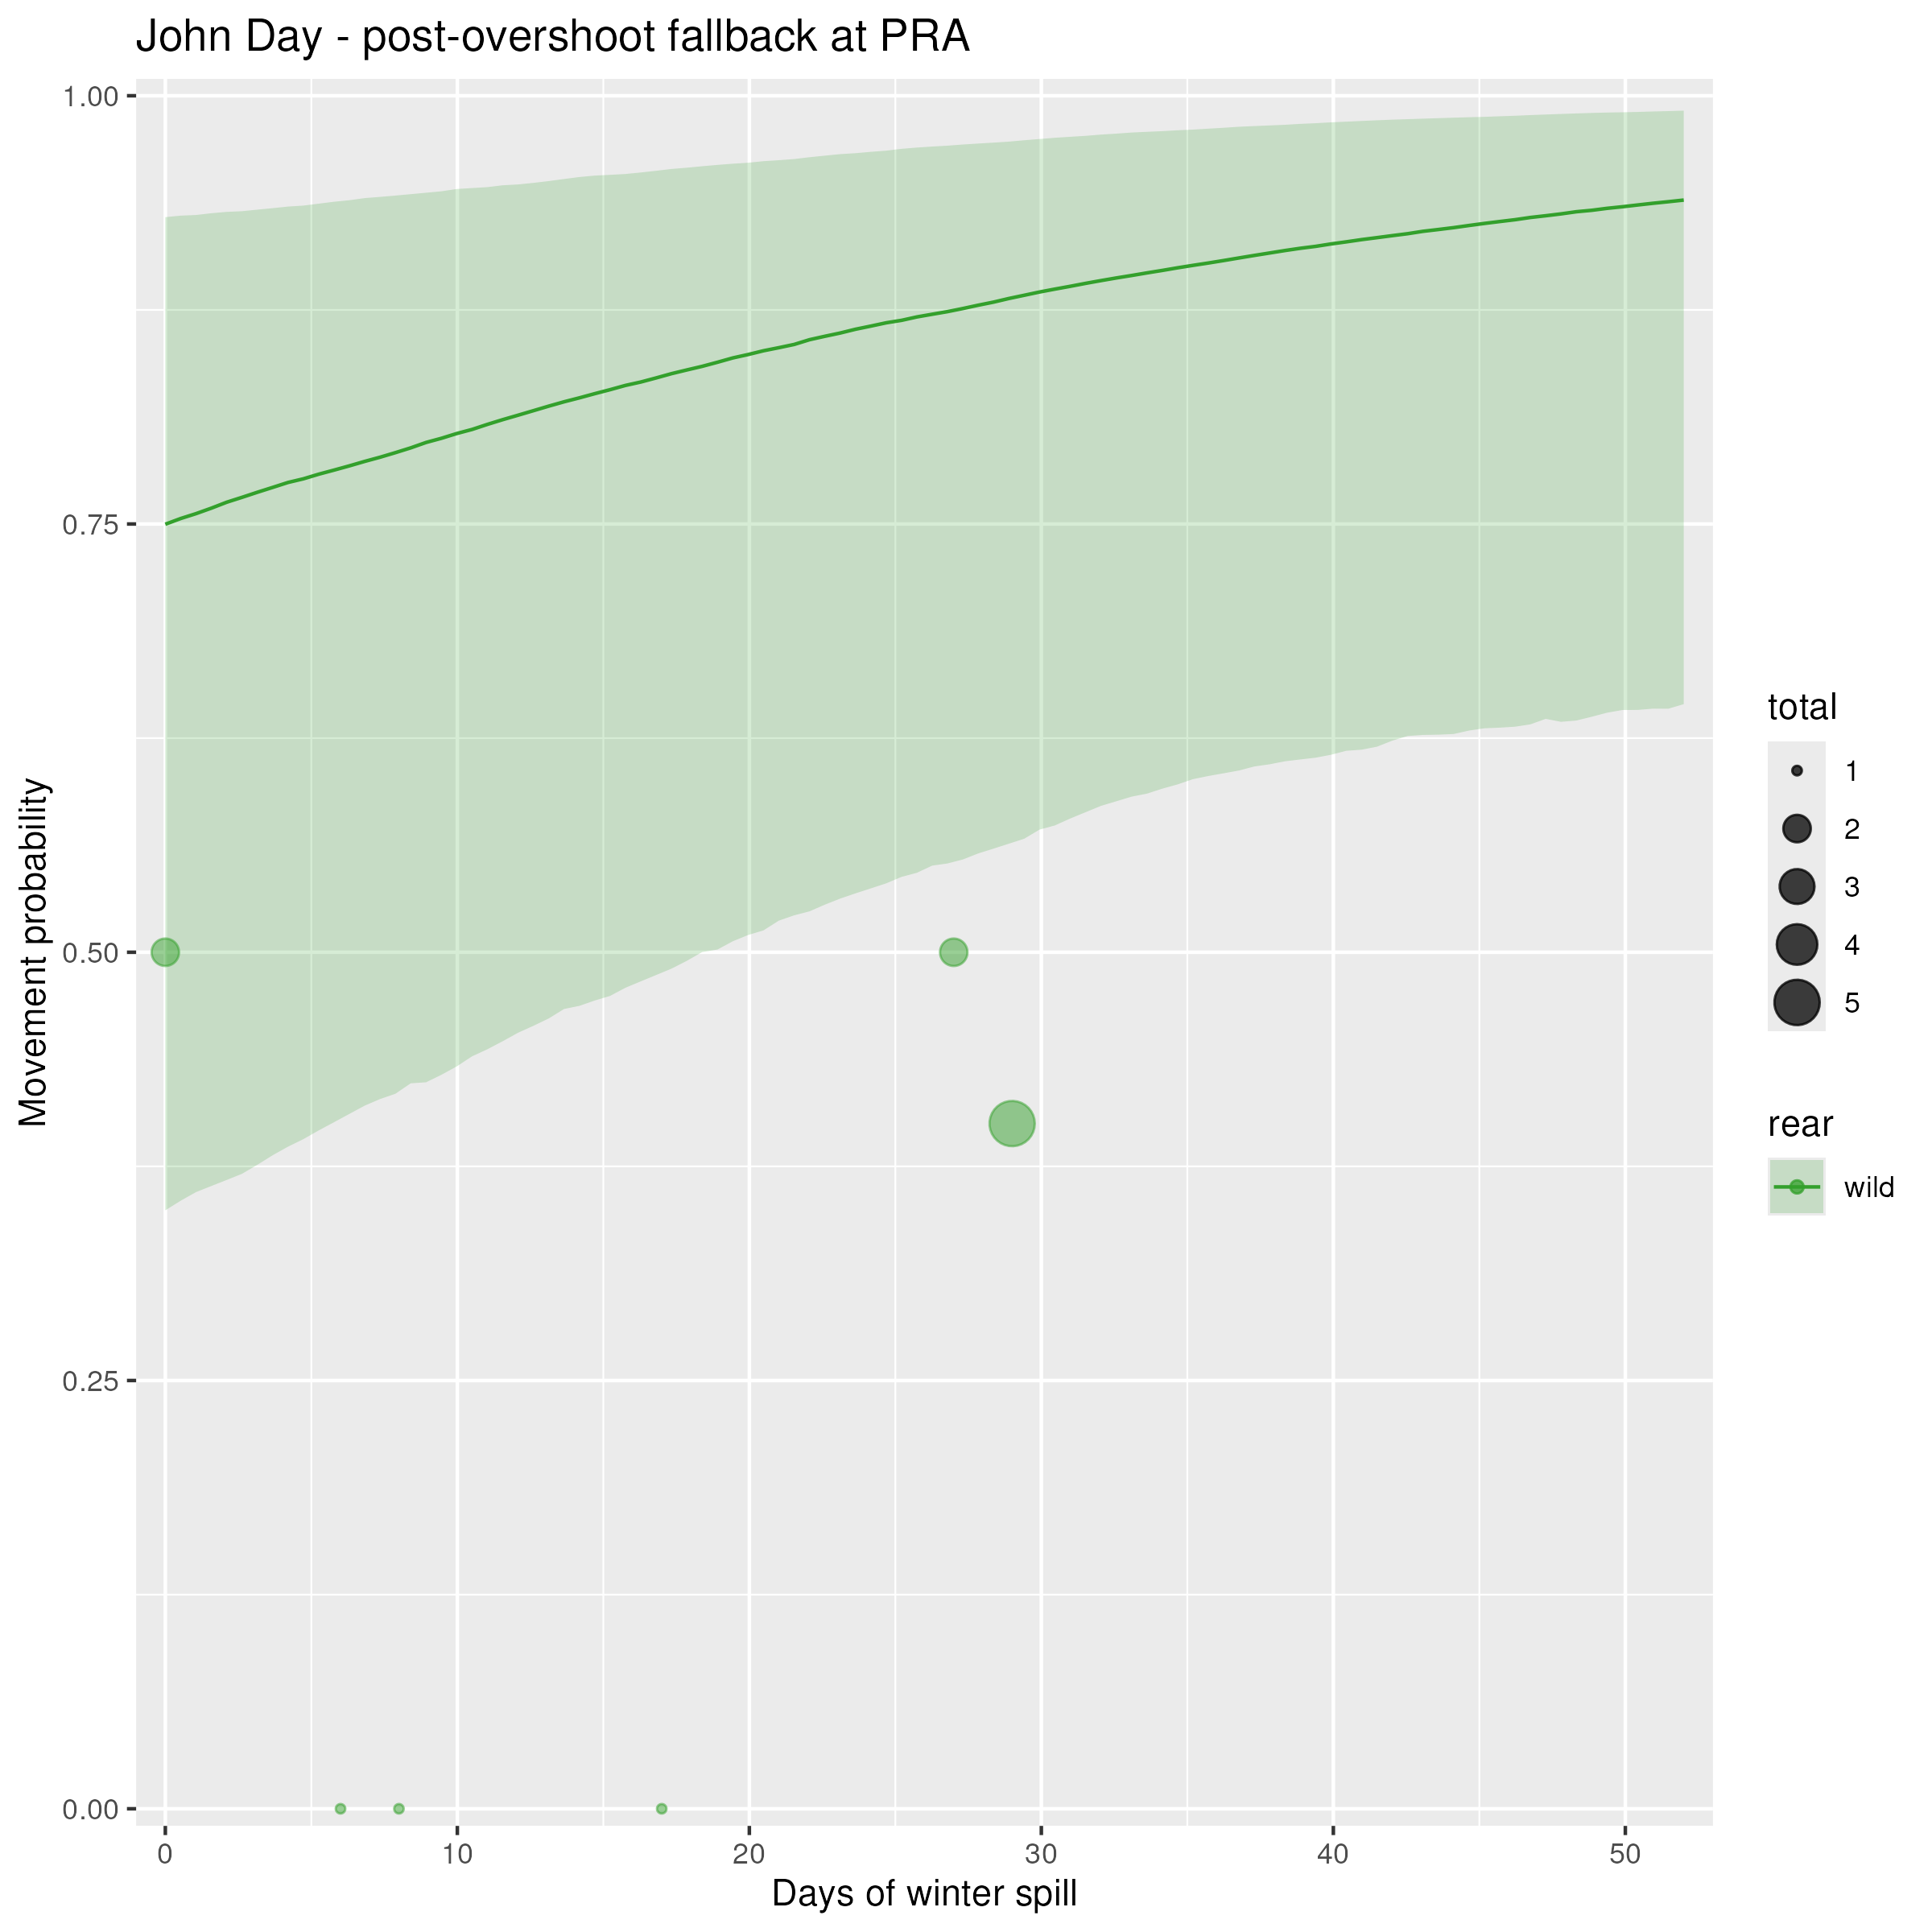 John Day - post-overshoot fallback at PRA
1.00
0.75
0.50
0.25
0.00
Movement probability
0
10
20
30
40
50
Days of winter spill
total
1
2
3
4
5
rear
wild